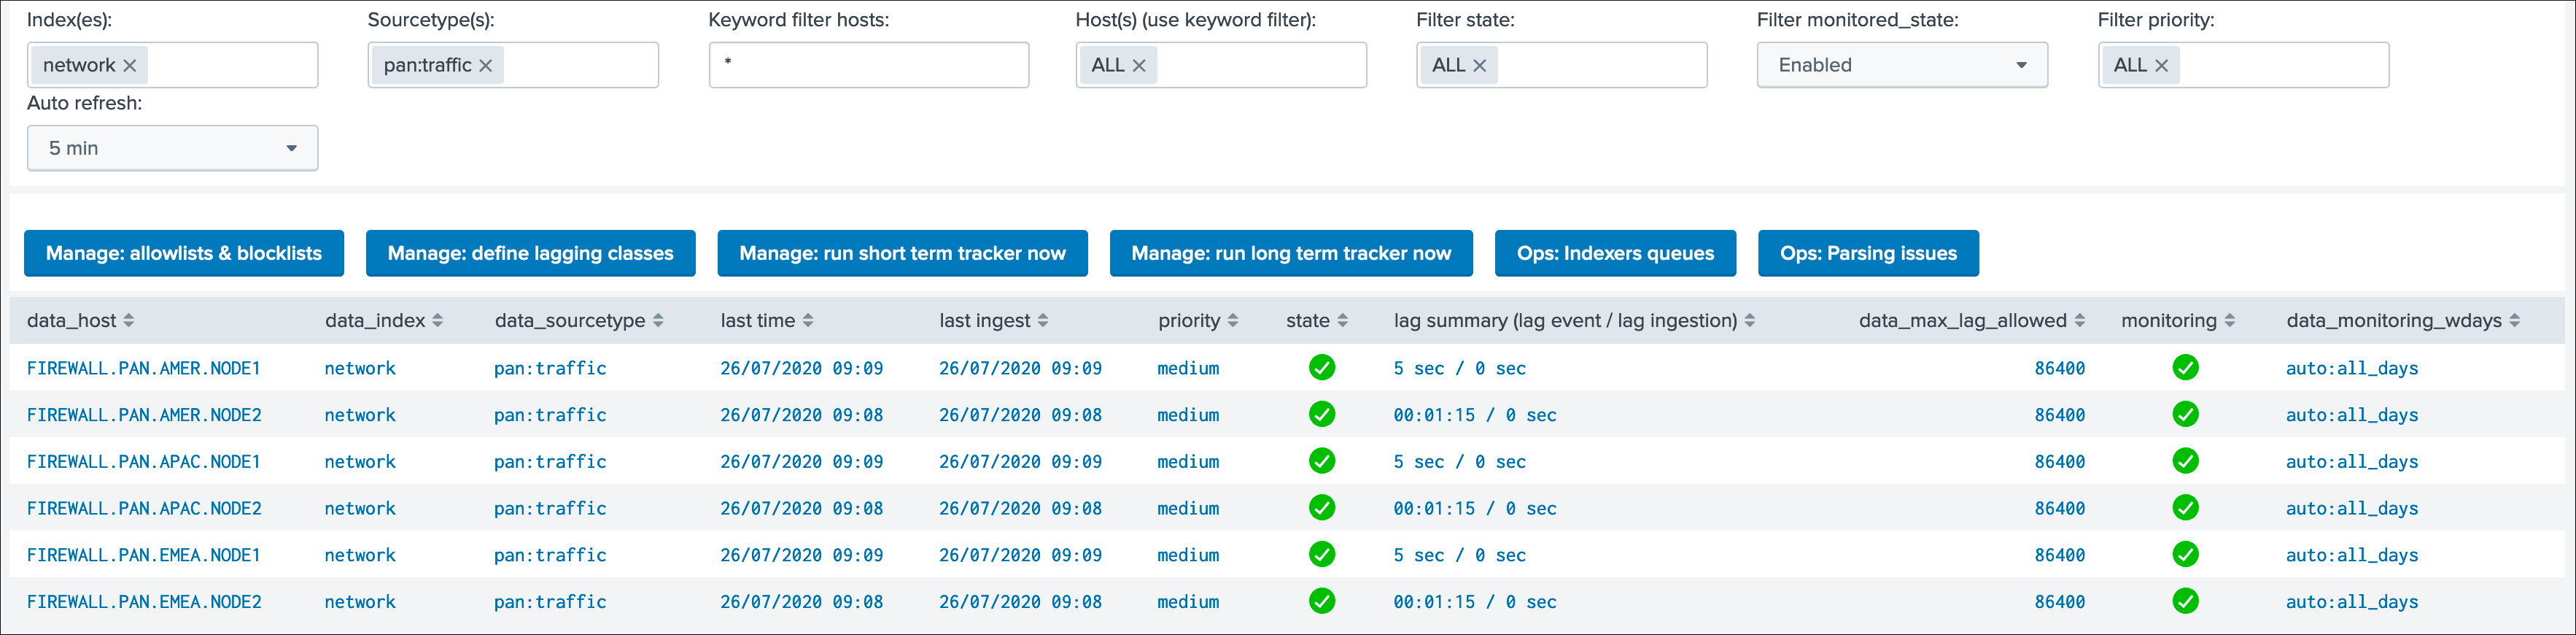 Index(es): Sourcetype(s): Keyword filter hosts: Host(s) (use keyword filter): Filter state: Filter monitored_state: Filter priority:
network pan:traffic * ALL ALL Enabled ALL
Auto refresh:
5 min
Manage: allowlists & blocklists Manage: define lagging classes Manage: run short term tracker now Manage: run long term tracker now Ops: Indexers queues Ops: Parsing issues
data_host data_index data_sourcetype last time last ingest priority state lag summary (lag event / lag ingestion) data_max_lag_allowed monitoring data_monitoring_wdays
FIREWALL.PAN.AMER.NODE1 network pan:traffic 26/07/2020 09:09 26/07/2020 09:09 medium 5 sec / 0 sec 86400 auto:all_days
FIREWALL.PAN.AMER.NODE2 network pan:traffic 26/07/2020 09:08 26/07/2020 09:08 medium 00:01:15 / 0 sec 86400 auto:all_days
FIREWALL.PAN.APAC.NODE1 network pan:traffic 26/07/2020 09:09 26/07/2020 09:09 medium 5 sec / 0 sec 86400 auto:all_days
FIREWALL.PAN.APAC.NODE2 network pan:traffic 26/07/2020 09:08 26/07/2020 09:08 medium 00:01:15 / 0 sec 86400 auto:all_days
FIREWALL.PAN.EMEA.NODE1 network pan:traffic 26/07/2020 09:09 26/07/2020 09:09 medium 5 sec / 0 sec 86400 auto:all_days
FIREWALL.PAN.EMEA.NODE2 network pan:traffic 26/07/2020 09:08 26/07/2020 09:08 medium 00:01:15 / 0 sec 86400 auto:all_days